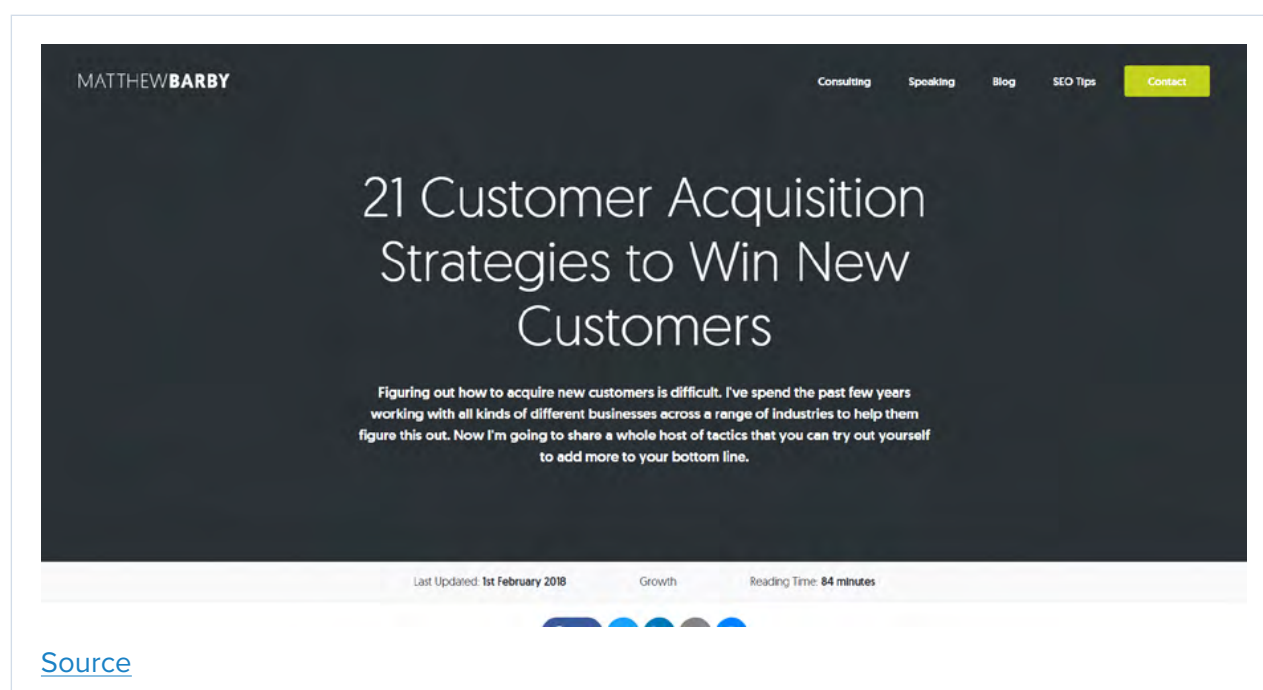 MATTHEWBARBY
Consulting Speaking Blog SEO Tips Contact
21 Customer Acquisition
Strategies to Win New
Customers
Figuring out how to acquire new customers is difficult. I've spend the past few years
working with all kinds of different businesses across a range of industries to help them
figure this out. Now I'm going to share a whole host of tactics that you can try out yourself
to add more to your bottom line.
Last Updated: 1st February 2018 Growth Reading Time: 84 minutes
Source